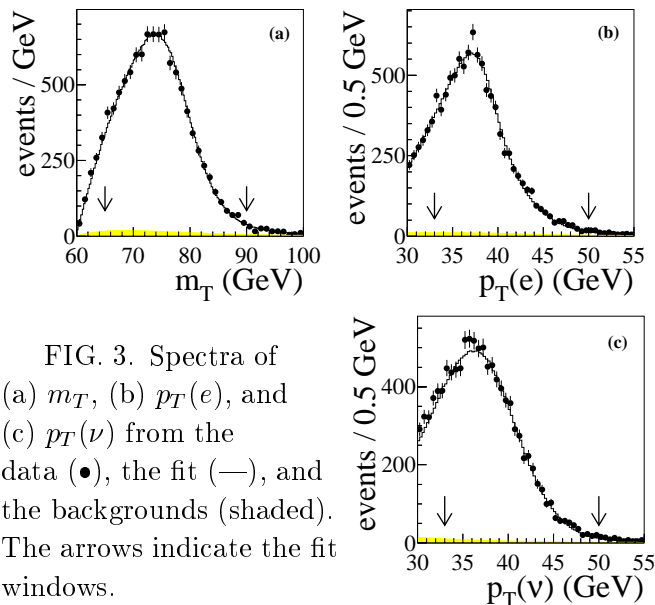 events / GeV
(a)
500
250
0
60 70 80 90 100
m_T (GeV)
events / 0.5 GeV
(b)
500
250
0
30 35 40 45 50 55
p_T(e) (GeV)
FIG. 3. Spectra of
(a) m_T, (b) p_T(e), and
(c) p_T(ν) from the
data (•), the fit (—), and
the backgrounds (shaded).
The arrows indicate the fit
windows.
events / 0.5 GeV
(c)
400
200
0
30 35 40 45 50 55
p_T(ν) (GeV)